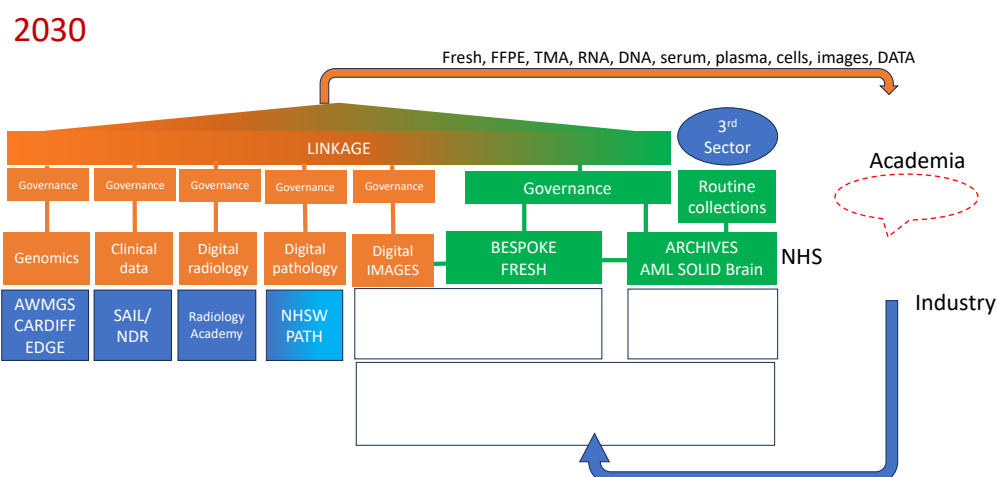 2030
Fresh, FFPE, TMA, RNA, DNA, serum, plasma, cells, images, DATA
3rd
Sector
LINKAGE
Academia
Governance
Governance
Governance
Governance
Governance
Governance
Routine
collections
Genomics
Clinical
data
Digital
radiology
Digital
pathology
Digital
IMAGES
BESPOKE
FRESH
ARCHIVES
AML SOLID Brain
NHS
AWMGS
CARDIFF
EDGE
SAIL/
NDR
Radiology
Academy
NHSW
PATH
Industry